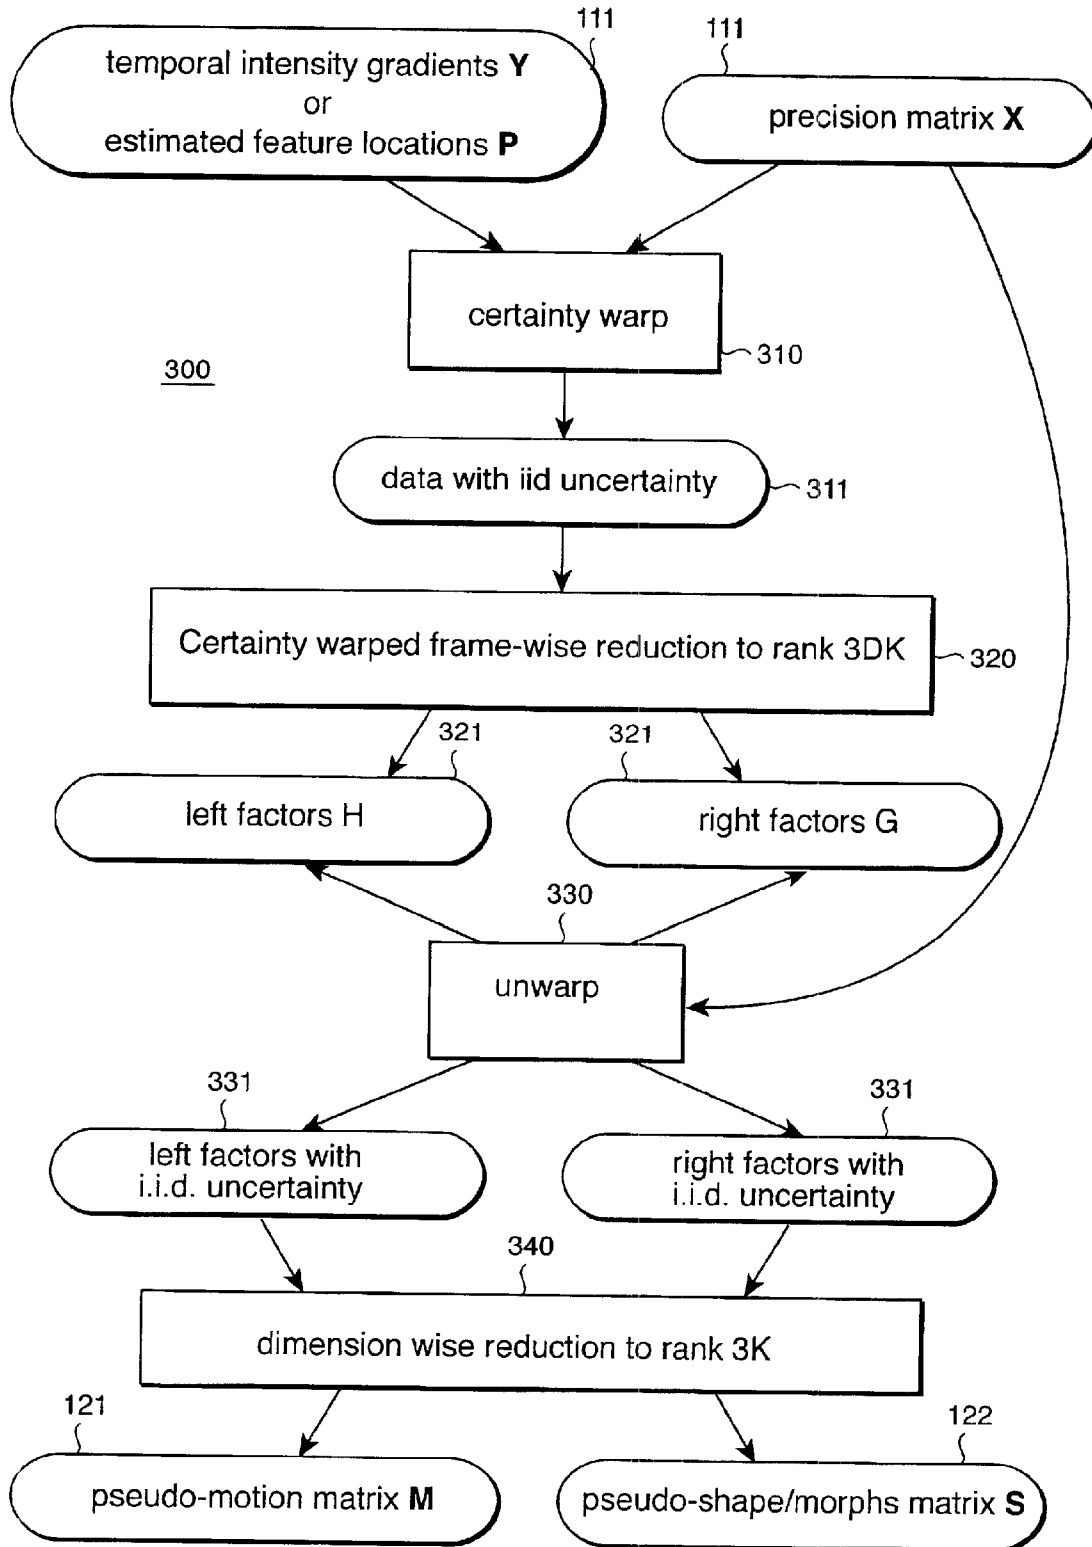 111
111
temporal intensity gradients Y
or
estimated feature locations P
precision matrix X
certainty warp
310
300
data with iid uncertainty
311
Certainty warped frame-wise reduction to rank 3DK
320
321
321
left factors H
right factors G
330
unwarp
331
331
left factors with
i.i.d. uncertainty
right factors with
i.i.d. uncertainty
340
dimension wise reduction to rank 3K
121
122
pseudo-motion matrix M
pseudo-shape/morphs matrix S